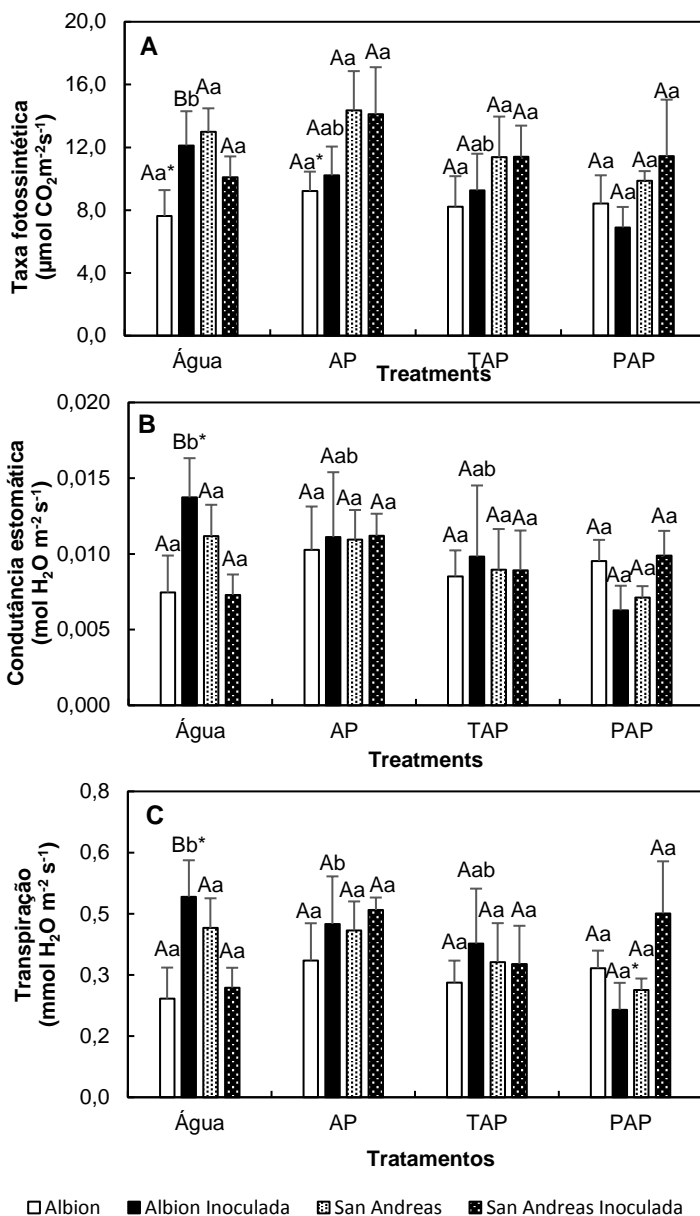 A
Taxa fotossintética
(µmol CO₂m⁻²s⁻¹)
20,0
16,0
12,0
8,0
4,0
0,0
Aa* Bb Aa Aa
Aa* Aab Aa Aa
Aa Aab Aa Aa
Aa Aa Aa Aa
Água AP TAP PAP
Treatments
B
Condutância estomática
(mol H₂O m⁻² s⁻¹)
0,020
0,015
0,010
0,005
0,000
Aa Bb* Aa Aa
Aa Aab Aa Aa
Aa Aab Aa Aa
Aa Aa Aa Aa
Água AP TAP PAP
Treatments
C
Transpiração
(mmol H₂O m⁻² s⁻¹)
0,8
0,6
0,5
0,3
0,2
0,0
Aa Bb* Aa Aa
Aa Ab Aa Aa
Aa Aab Aa Aa
Aa Aa* Aa Aa
Água AP TAP PAP
Tratamentos
Albion Albion Inoculada San Andreas San Andreas Inoculada